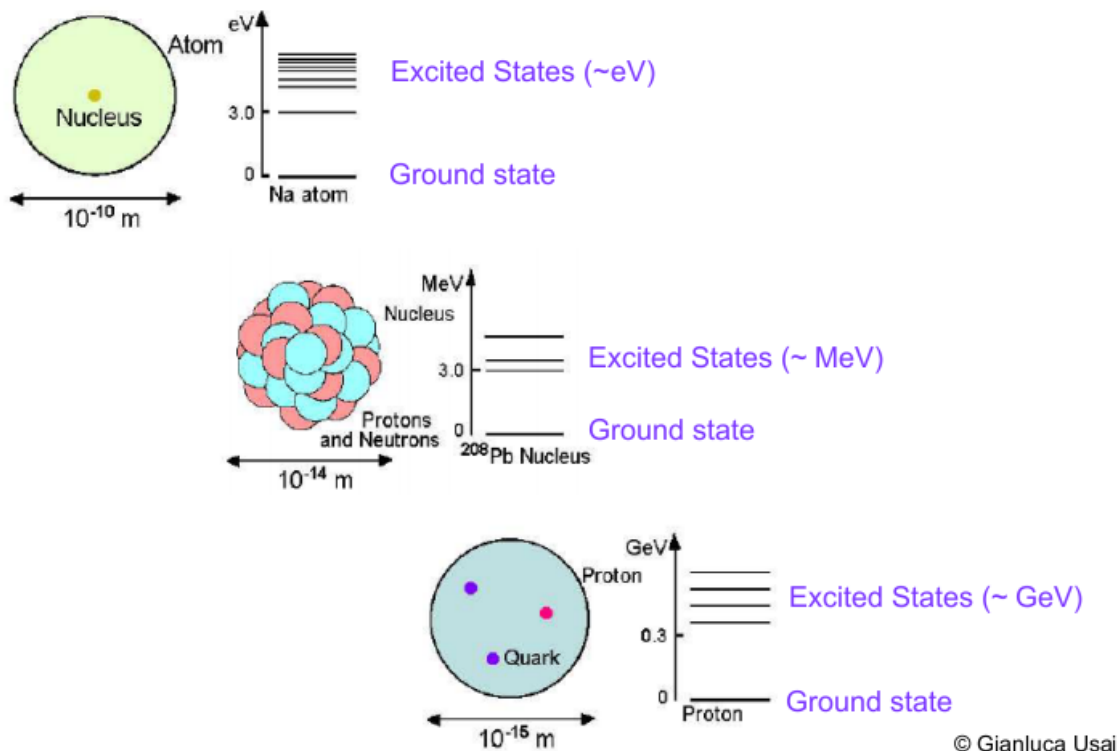 eV
Atom
Excited States (~eV)
Nucleus
3.0
0
Ground state
Na atom
10⁻¹⁰ m
MeV
Nucleus
Excited States (~ MeV)
3.0
Protons
and Neutrons
0
Ground state
²⁰⁸Pb Nucleus
10⁻¹⁴ m
GeV
Proton
Excited States (~ GeV)
0.3
Quark
0
Ground state
Proton
10⁻¹⁵ m
© Gianluca Usai